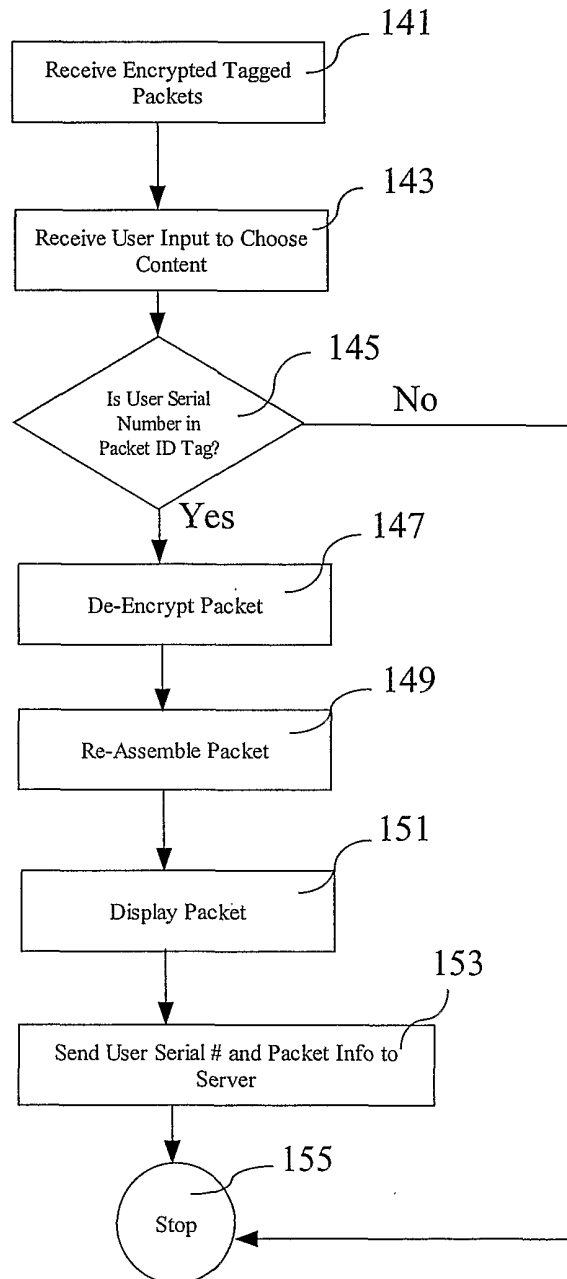 141
Receive Encrypted Tagged
Packets
143
Receive User Input to Choose
Content
145
Is User Serial
Number in
Packet ID Tag?
No
Yes
147
De-Encrypt Packet
149
Re-Assemble Packet
151
Display Packet
153
Send User Serial # and Packet Info to
Server
155
Stop